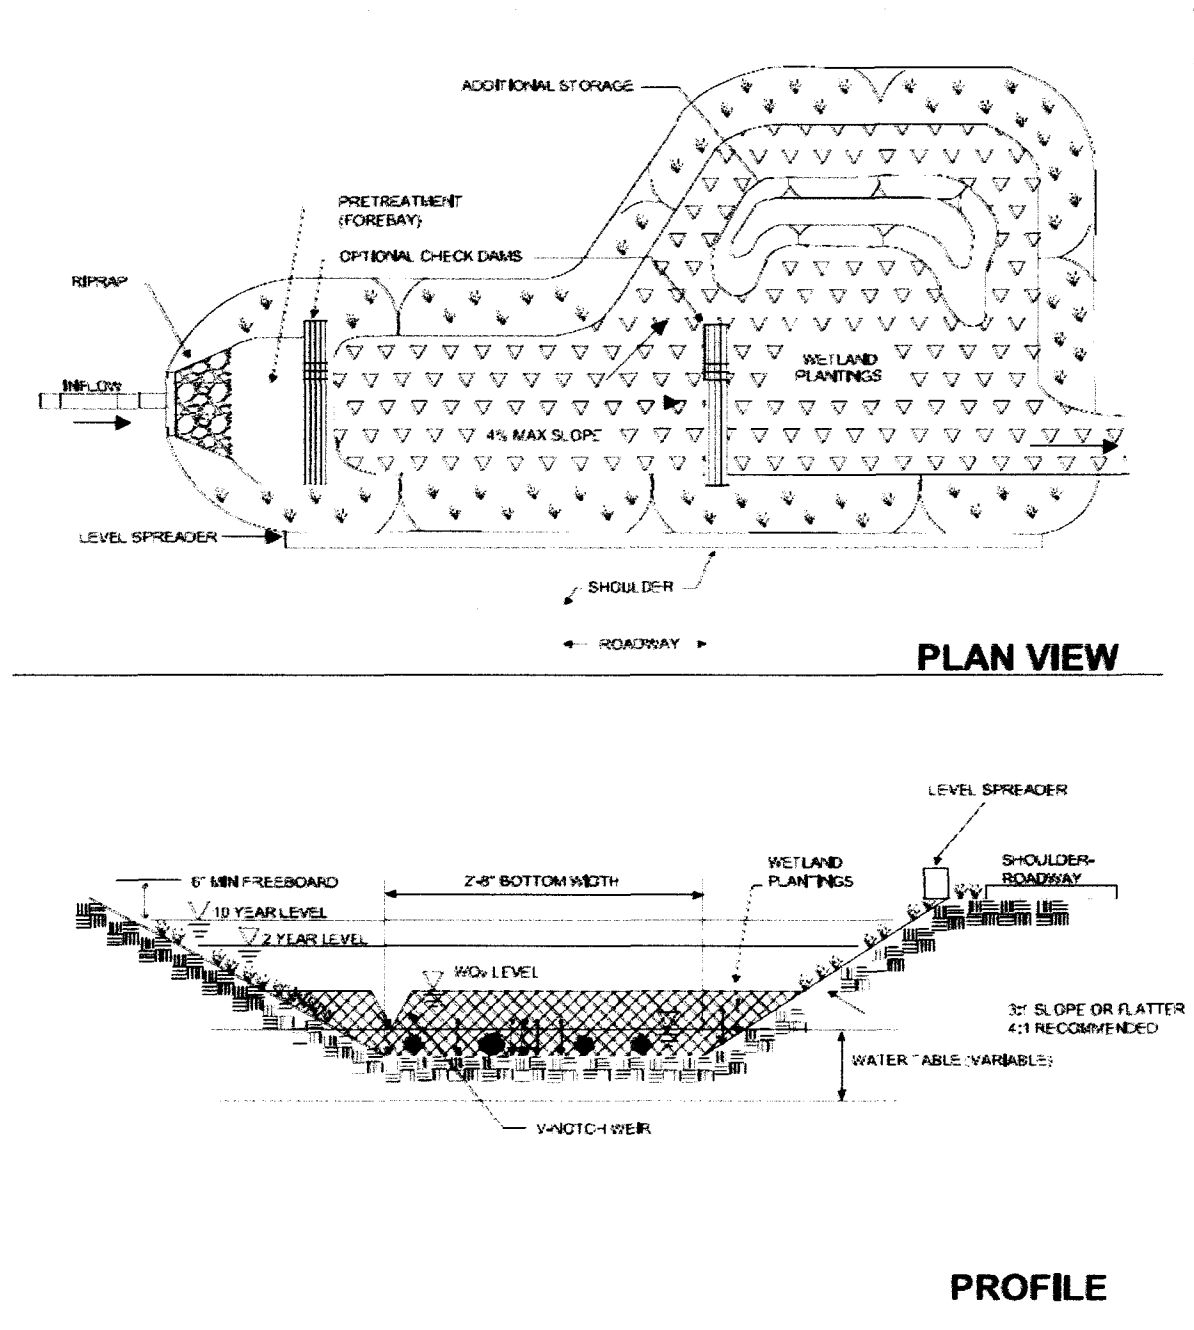 ADDITIONAL STORAGE
PRETREATMENT
(FOREBAY)
OPTIONAL CHECK DAMS
RIPRAP
WETLAND
PLANTINGS
INFLOW
4% MAX SLOPE
LEVEL SPREADER
SHOULDER
ROADWAY
PLAN VIEW
LEVEL SPREADER
WETLAND
PLANTINGS
SHOULDER-
ROADWAY
6" MIN FREEBOARD
2'-8" BOTTOM WIDTH
10 YEAR LEVEL
2 YEAR LEVEL
WQv LEVEL
3:1 SLOPE OR FLATTER
4:1 RECOMMENDED
WATER TABLE (VARIABLE)
V-NOTCH WEIR
PROFILE